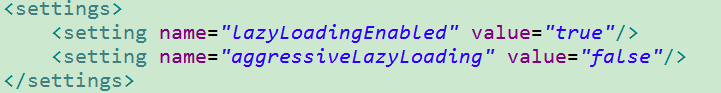 <settings>
    <setting name="lazyLoadingEnabled" value="true"/>
    <setting name="aggressiveLazyLoading" value="false"/>
</settings>